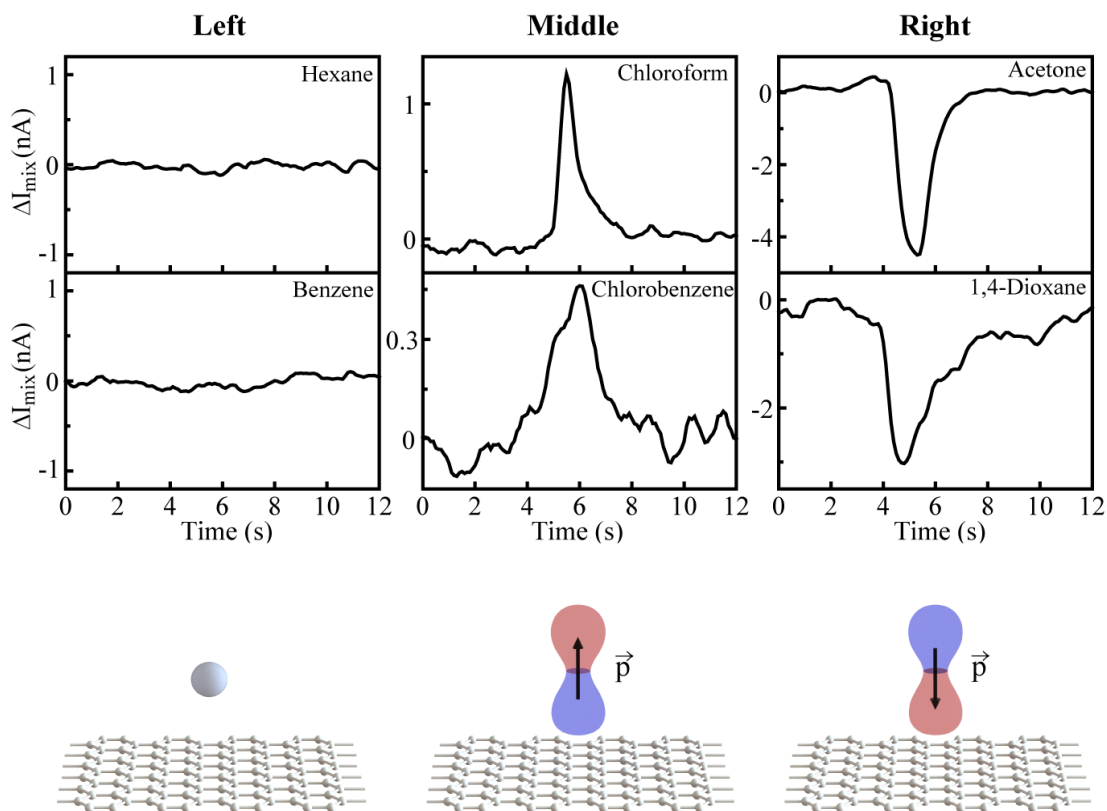 Left
Middle
Right
Hexane
Chloroform
Acetone
ΔI_mix (nA)
1
0
-1
1
0
0
-2
-4
Benzene
Chlorobenzene
1,4-Dioxane
ΔI_mix (nA)
1
0
-1
0.3
0
0
-2
0 2 4 6 8 10 12
0 2 4 6 8 10 12
0 2 4 6 8 10 12
Time (s)
Time (s)
Time (s)
p⃗
p⃗